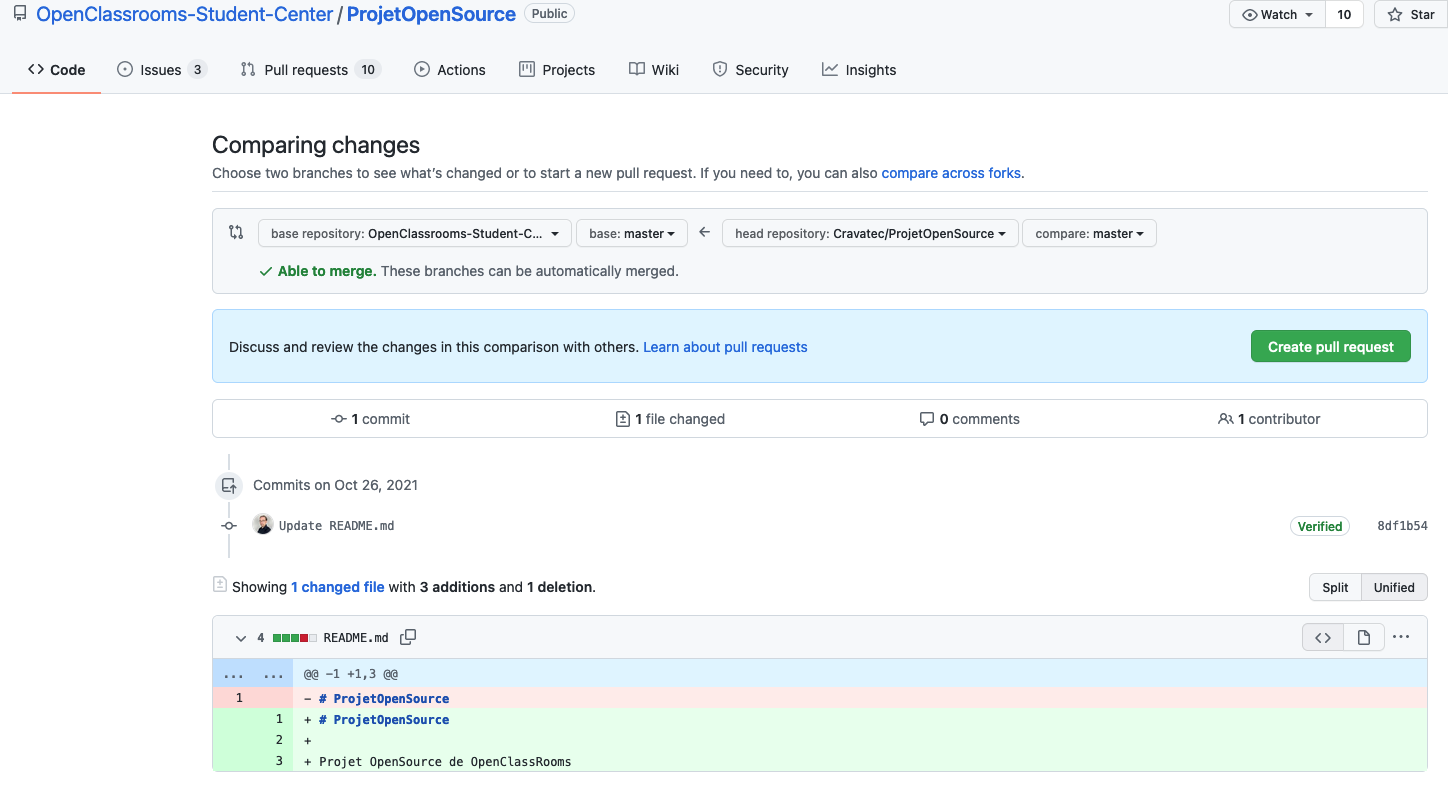 OpenClassrooms-Student-Center / ProjetOpenSource Public Watch 10 Star
Code Issues 3 Pull requests 10 Actions Projects Wiki Security Insights
Comparing changes
Choose two branches to see what's changed or to start a new pull request. If you need to, you can also compare across forks.
base repository: OpenClassrooms-Student-C... base: master ← head repository: Cravatec/ProjetOpenSource compare: master
Able to merge. These branches can be automatically merged.
Discuss and review the changes in this comparison with others. Learn about pull requests Create pull request
1 commit 1 file changed 0 comments 1 contributor
Commits on Oct 26, 2021
Update README.md Verified 8df1b54
Showing 1 changed file with 3 additions and 1 deletion. Split Unified
4 README.md <> ...
... ... @@ -1 +1,3 @@
1 - # ProjetOpenSource
1 + # ProjetOpenSource
2 +
3 + Projet OpenSource de OpenClassRooms